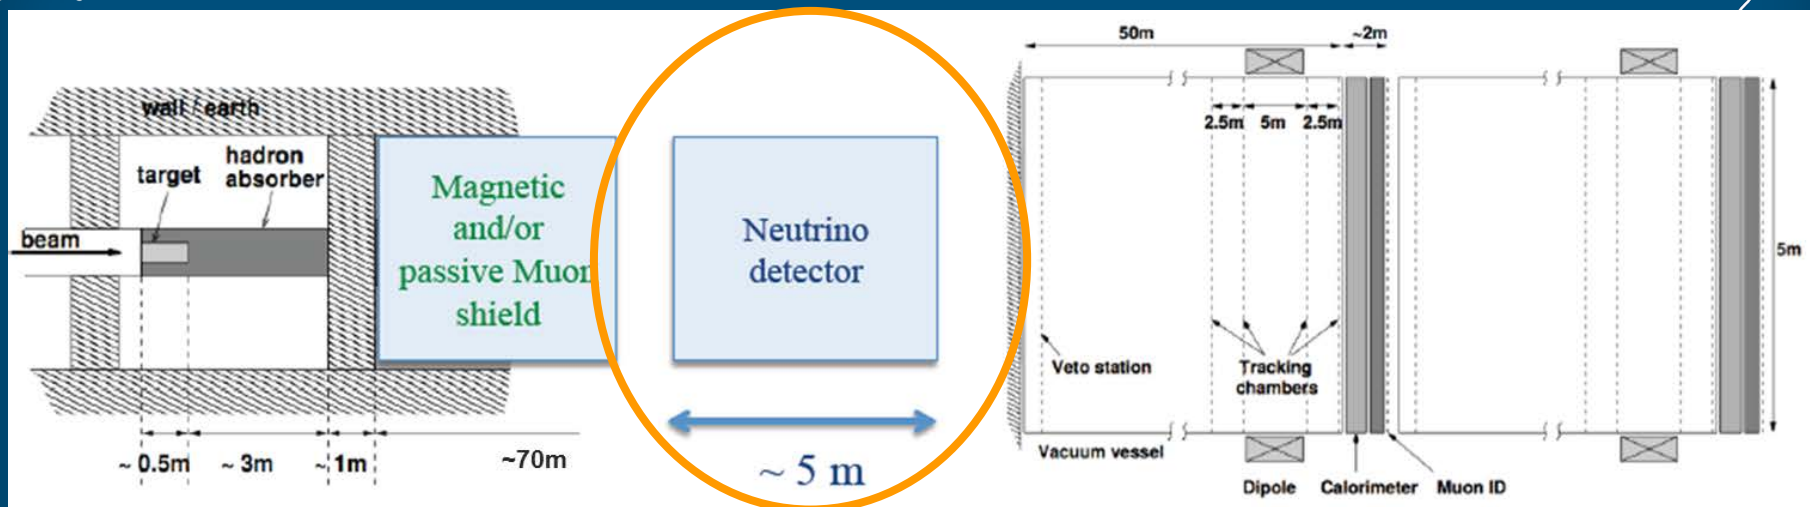 wall / earth
hadron
absorber
target
beam
~ 0.5m
~ 3m
~ 1m
~70m
Magnetic
and/or
passive Muon
shield
Neutrino
detector
~ 5 m
50m
~2m
2.5m
5m
2.5m
5m
Veto station
Tracking
chambers
Vacuum vessel
Dipole
Calorimeter
Muon ID